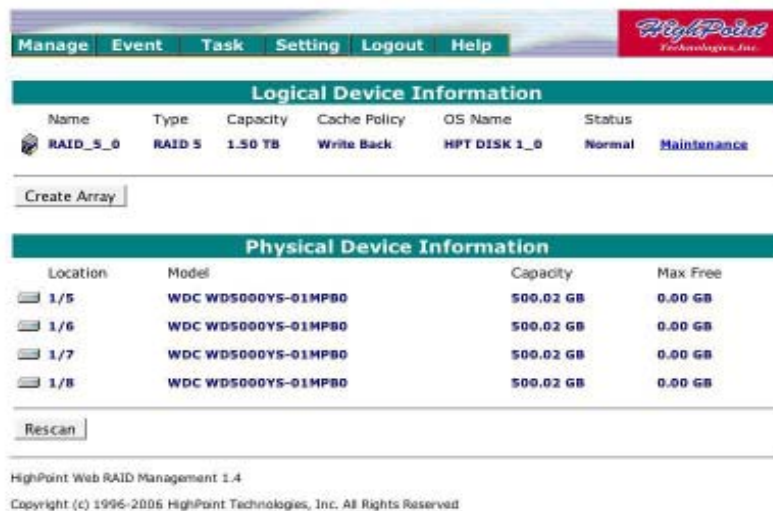 HighPoint
Technologies, Inc.
Manage Event Task Setting Logout Help
Logical Device Information
Name Type Capacity Cache Policy OS Name Status
RAID_5_0 RAID 5 1.50 TB Write Back HPT DISK 1_0 Normal Maintenance
Create Array
Physical Device Information
Location Model Capacity Max Free
1/5 WDC WD5000YS-01MPB0 500.02 GB 0.00 GB
1/6 WDC WD5000YS-01MPB0 500.02 GB 0.00 GB
1/7 WDC WD5000YS-01MPB0 500.02 GB 0.00 GB
1/8 WDC WD5000YS-01MPB0 500.02 GB 0.00 GB
Rescan
HighPoint Web RAID Management 1.4
Copyright (c) 1996-2006 HighPoint Technologies, Inc. All Rights Reserved